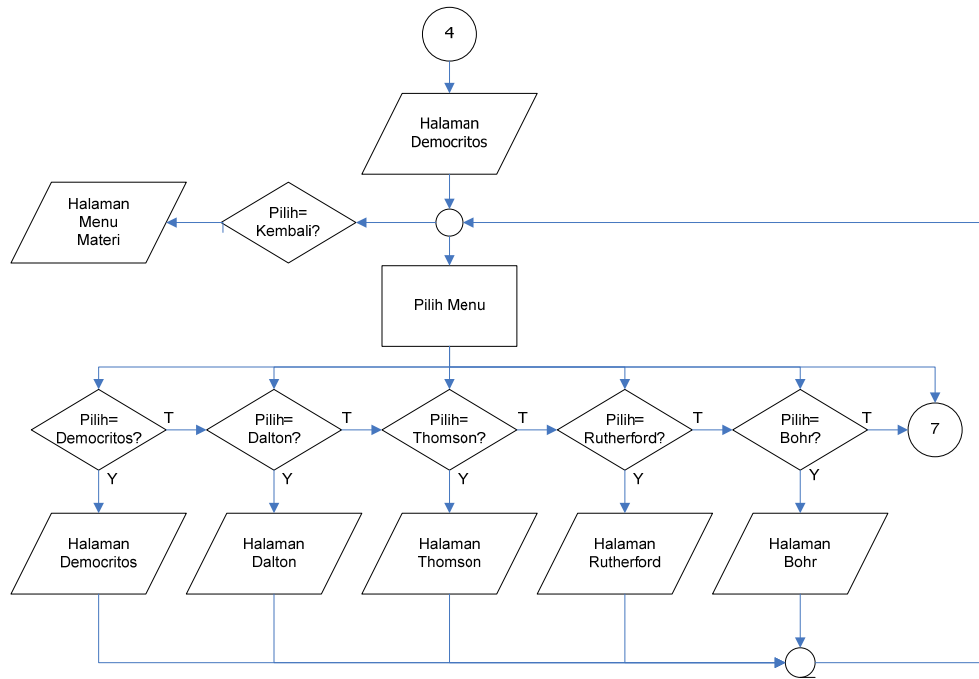 4
Halaman
Democritos
Halaman
Menu
Materi
Pilih=
Kembali?
Pilih Menu
Pilih=
Democritos?
T
Pilih=
Dalton?
T
Pilih=
Thomson?
T
Pilih=
Rutherford?
T
Pilih=
Bohr?
T
7
Y
Y
Y
Y
Y
Halaman
Democritos
Halaman
Dalton
Halaman
Thomson
Halaman
Rutherford
Halaman
Bohr